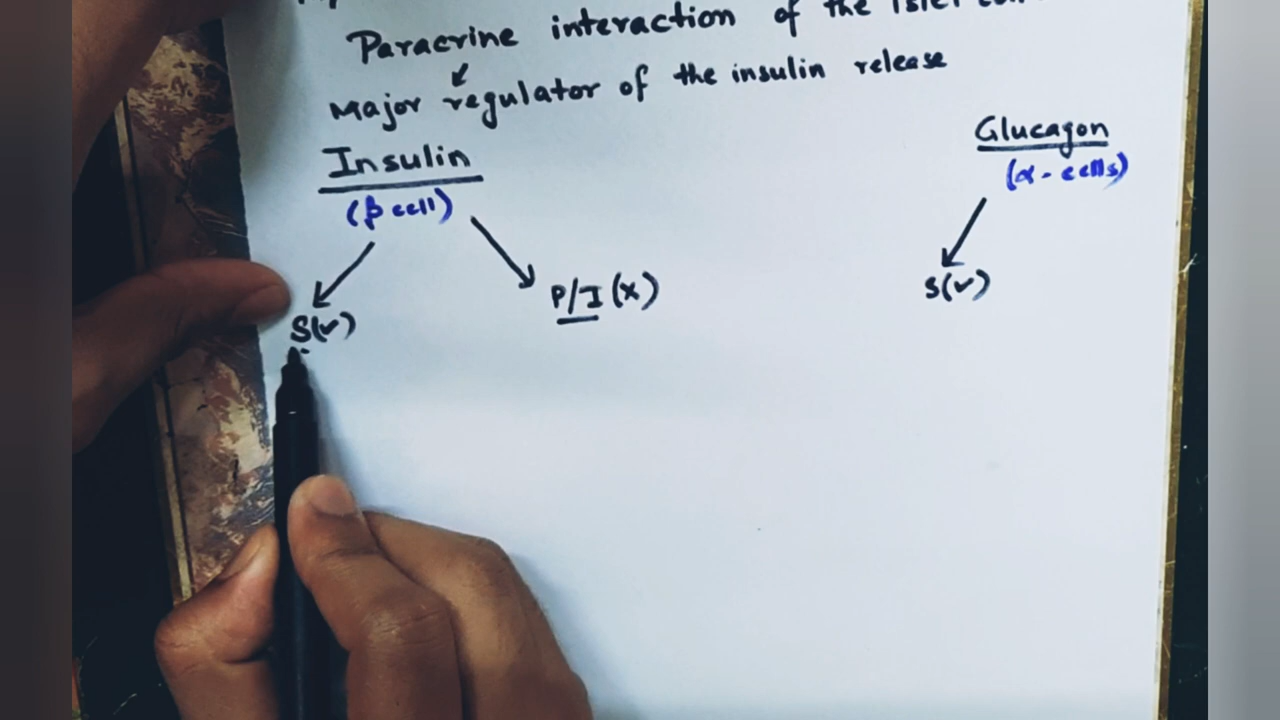 Paracrine interaction of the
Major regulator of the insulin release
Insulin
(β cell)
S(✓)
P/I (x)
Glucagon
(α - cells)
S(✓)